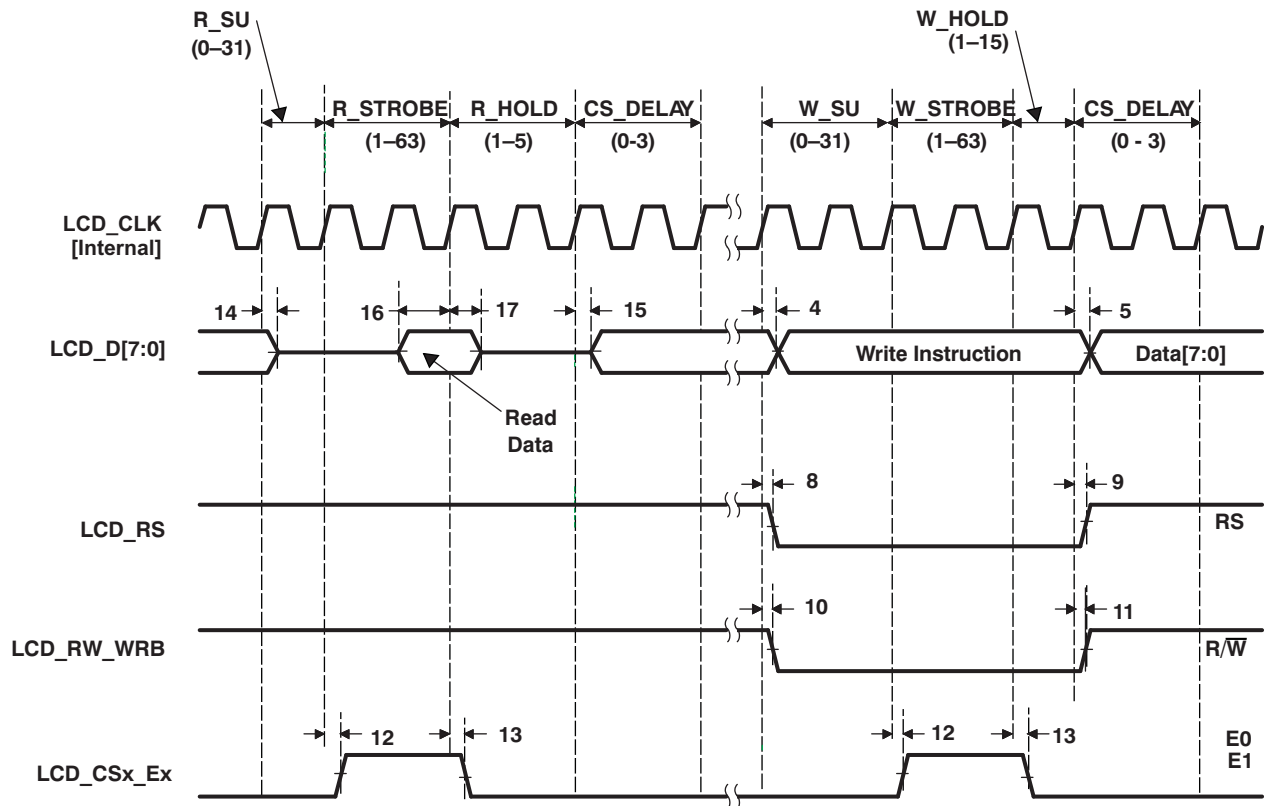 R_SU
(0–31)
W_HOLD
(1–15)
R_STROBE
(1–63)
R_HOLD
(1–5)
CS_DELAY
(0-3)
W_SU
(0–31)
W_STROBE
(1–63)
CS_DELAY
(0 - 3)
LCD_CLK
[Internal]
14
16
17
15
4
5
LCD_D[7:0]
Write Instruction
Data[7:0]
Read
Data
8
9
LCD_RS
RS
10
11
LCD_RW_WRB
R/W̅
12
13
12
13
E0
E1
LCD_CSx_Ex